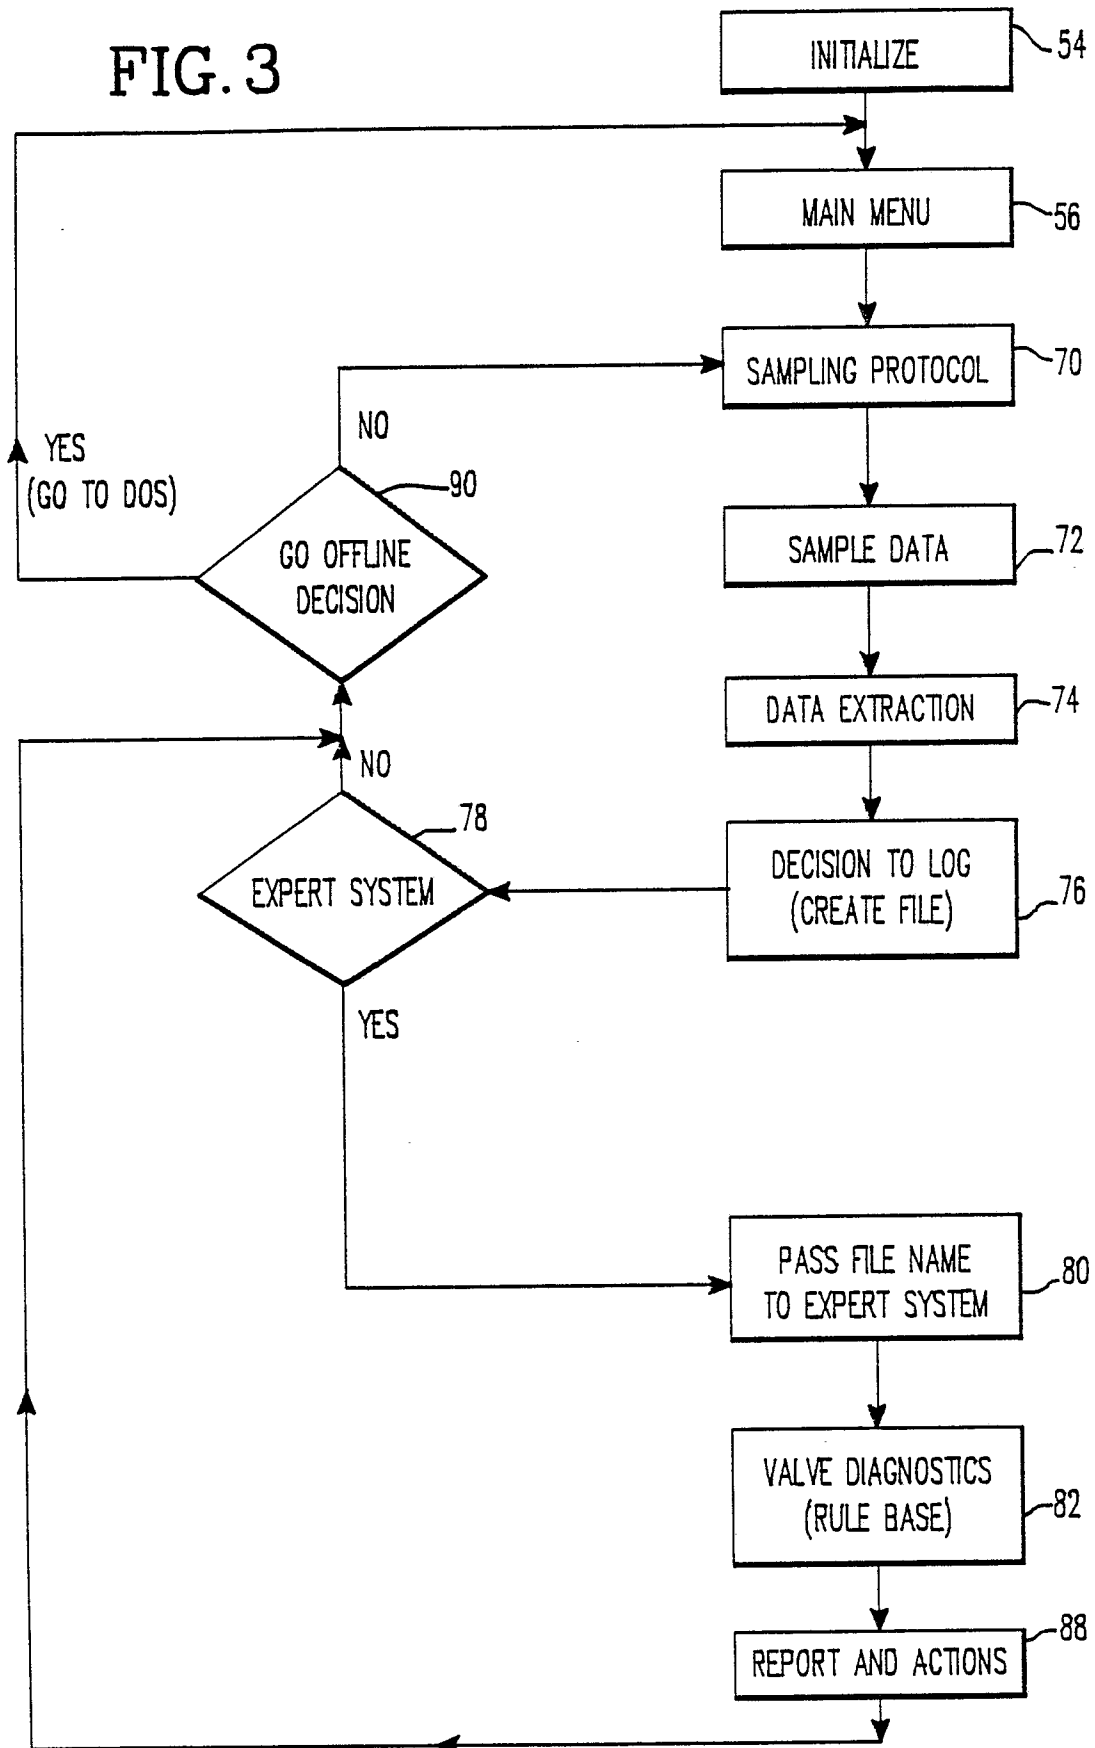 FIG. 3
INITIALIZE
54
MAIN MENU
56
SAMPLING PROTOCOL
70
NO
YES
(GO TO DOS)
90
GO OFFLINE
DECISION
SAMPLE DATA
72
DATA EXTRACTION
74
NO
78
EXPERT SYSTEM
DECISION TO LOG
(CREATE FILE)
76
YES
PASS FILE NAME
TO EXPERT SYSTEM
80
VALVE DIAGNOSTICS
(RULE BASE)
82
REPORT AND ACTIONS
88